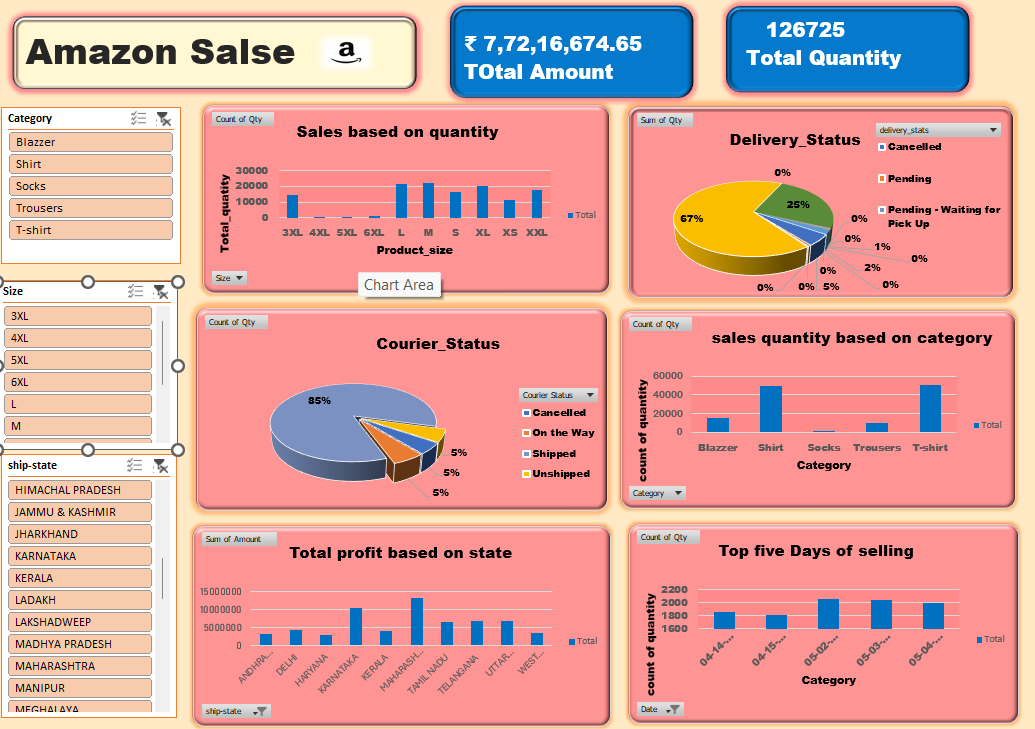 Amazon Salse
a
₹ 7,72,16,674.65
TOtal Amount
126725
Total Quantity
Category
Blazzer
Shirt
Socks
Trousers
T-shirt
Size
3XL
4XL
5XL
6XL
L
M
ship-state
HIMACHAL PRADESH
JAMMU & KASHMIR
JHARKHAND
KARNATAKA
KERALA
LADAKH
LAKSHADWEEP
MADHYA PRADESH
MAHARASHTRA
MANIPUR
MEGHALAYA
Count of Qty
Sales based on quantity
Total_quatity
30000
20000
10000
0
3XL 4XL 5XL 6XL L M S XL XS XXL
Product_size
Total
Size
Chart Area
Sum of Qty
Delivery_Status
delivery_stats
Cancelled
Pending
Pending - Waiting for
Pick Up
0%
25%
67%
0%
0%
1%
0%
2%
0%
0%
5%
0%
0%
Count of Qty
Courier_Status
85%
5%
5%
5%
Courier Status
Cancelled
On the Way
Shipped
Unshipped
Count of Qty
sales quantity based on category
count of quantity
60000
40000
20000
0
Blazzer Shirt Socks Trousers T-shirt
Category
Total
Category
Sum of Amount
Total profit based on state
15000000
10000000
5000000
0
ANDHRA... DELHI HARYANA KARNATAKA KERALA MAHARASH... TAMIL NADU TELANGANA UTTAR... WEST...
Total
ship-state
Count of Qty
Top five Days of selling
count of quantity
2200
2000
1800
1600
04-14-... 04-15-... 05-02-... 05-03-... 05-04-...
Category
Total
Date